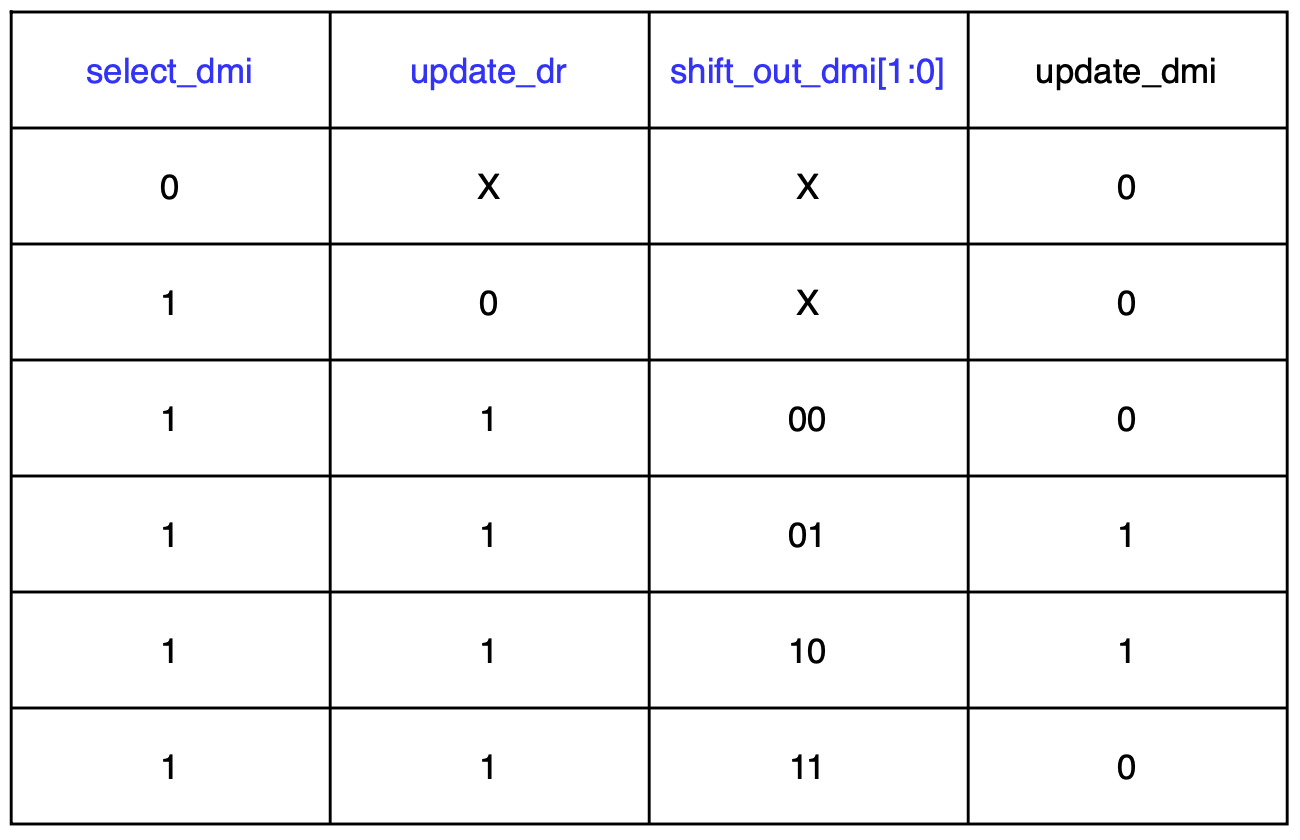 select_dmi update_dr shift_out_dmi[1:0] update_dmi
0 X X 0
1 0 X 0
1 1 00 0
1 1 01 1
1 1 10 1
1 1 11 0